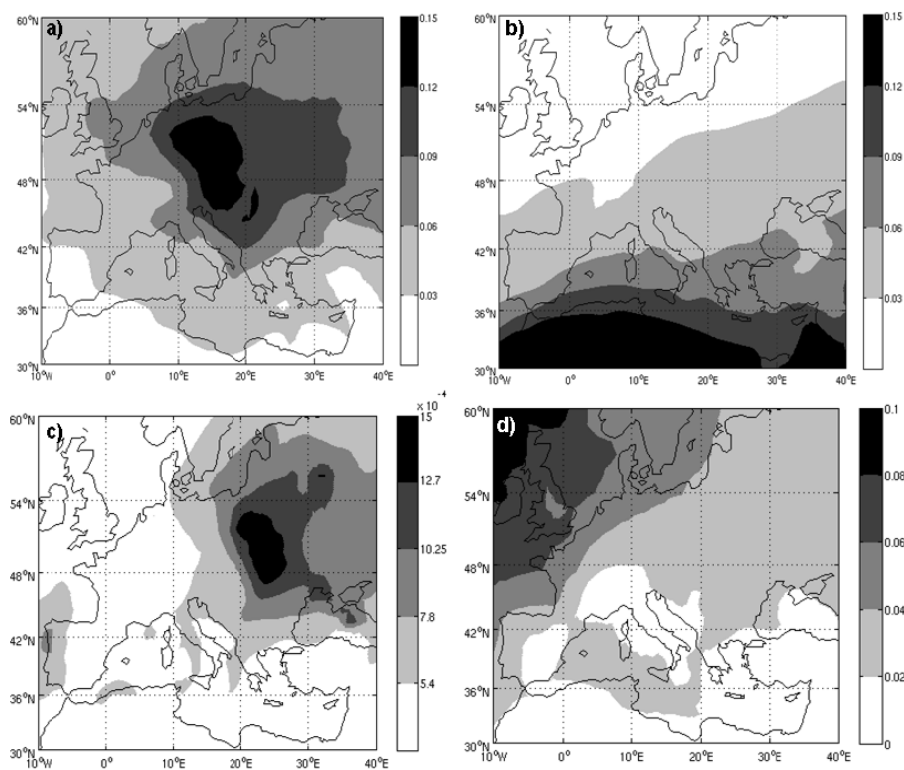 a)
60°N
54°N
48°N
42°N
36°N
30°N
10°W
0°
10°E
20°E
30°E
40°E
0.15
0.12
0.09
0.06
0.03
b)
60°N
54°N
48°N
42°N
36°N
30°N
10°W
0°
10°E
20°E
30°E
40°E
0.15
0.12
0.09
0.06
0.03
c)
60°N
54°N
48°N
42°N
36°N
30°N
10°W
0°
10°E
20°E
30°E
40°E
x 10⁻⁴
15
12.7
10.25
7.8
5.4
d)
60°N
54°N
48°N
42°N
36°N
30°N
10°W
0°
10°E
20°E
30°E
40°E
0.1
0.08
0.06
0.04
0.02
0